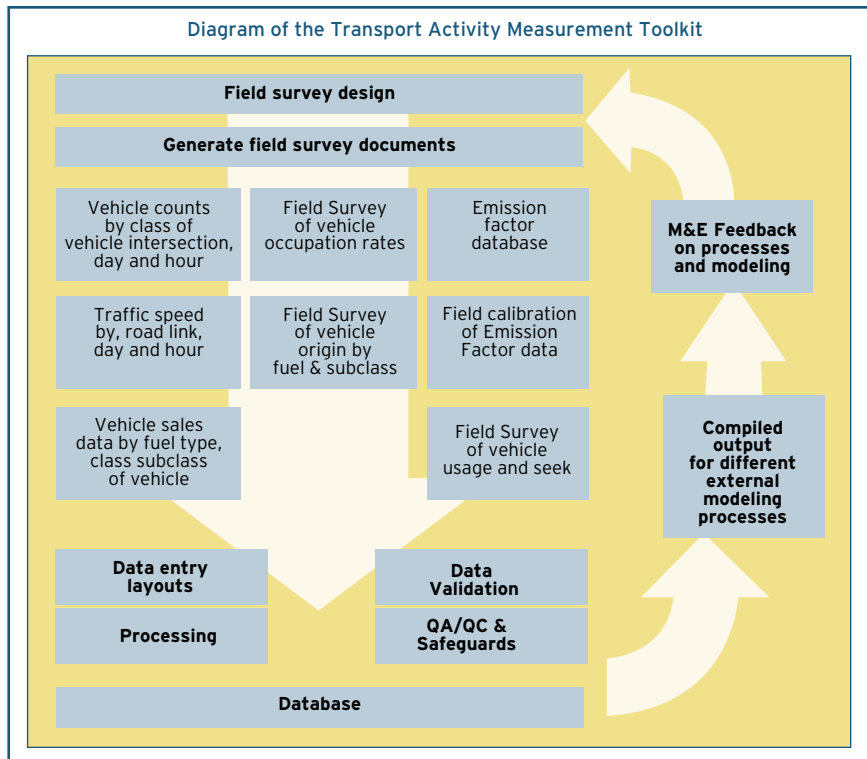 Diagram of the Transport Activity Measurement Toolkit
Field survey design
Generate field survey documents
Vehicle counts
by class of
vehicle intersection,
day and hour
Field Survey
of vehicle
occupation rates
Emission
factor
database
Traffic speed
by, road link,
day and hour
Field Survey
of vehicle
origin by
fuel & subclass
Field calibration
of Emission
Factor data
Vehicle sales
data by fuel type,
class subclass
of vehicle
Field Survey
of vehicle
usage and seek
Data entry
layouts
Data
Validation
Processing
QA/QC &
Safeguards
Database
M&E Feedback
on processes
and modeling
Compiled
output
for different
external
modeling
processes